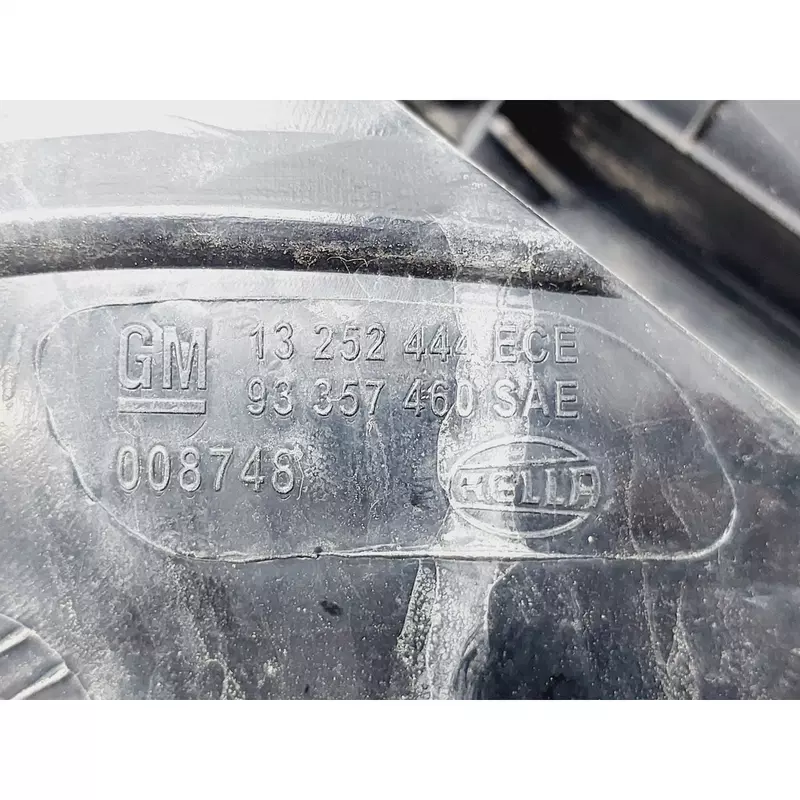 GM 13 252 444 ECE
93 357 460 SAE
008748 HELLA